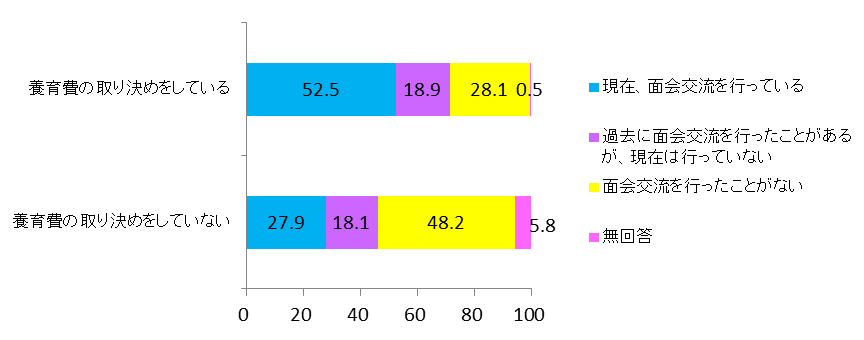 養育費の取り決めをしている
52.5
18.9
28.1
0.5
養育費の取り決めをしていない
27.9
18.1
48.2
5.8
0
20
40
60
80
100
現在、面会交流を行っている
過去に面会交流を行ったことがある
が、現在は行っていない
面会交流を行ったことがない
無回答